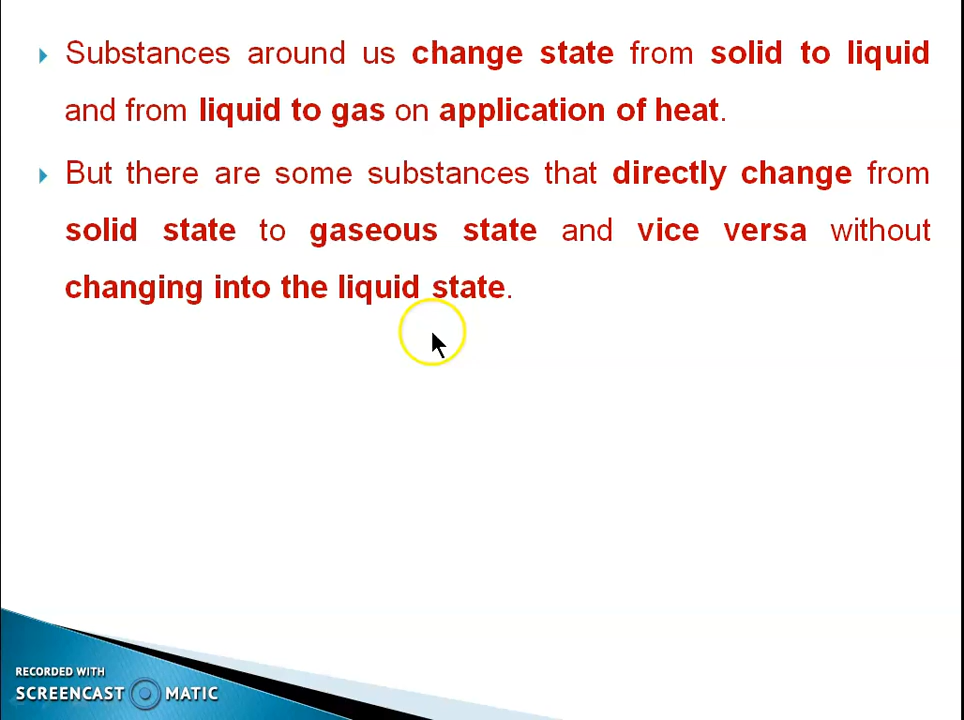 Substances around us change state from solid to liquid
and from liquid to gas on application of heat.
But there are some substances that directly change from
solid state to gaseous state and vice versa without
changing into the liquid state.
RECORDED WITH
SCREENCAST MATIC